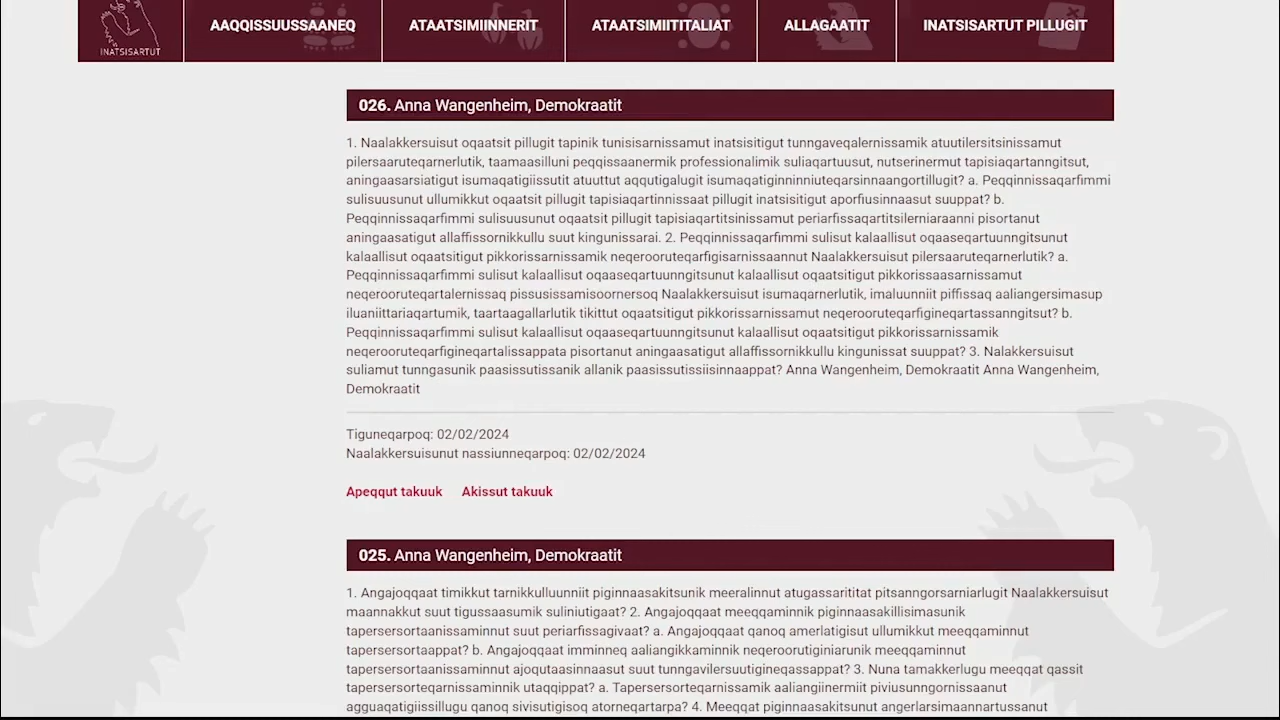 INATSISARTUT
AAQQISSUUSSAANEQ
ATAATSIMIINNERIT
ATAATSIMIITITALIAT
ALLAGAATIT
INATSISARTUT PILLUGIT
026. Anna Wangenheim, Demokraatit
1. Naalakkersuisut oqaatsit pillugit tapinik tunisisarnissamut inatsisitigut tunngaveqalernissamik atuutilersitsinissamut
pilersaaruteqarnerlutik, taamaasilluni peqqissaanermik professionalimik suliaqartuusut, nutserinermut tapisiaqartanngitsut,
aningaasarsiatigut isumaqatigiissutit atuuttut aqqutigalugit isumaqatiginninniuteqarsinnaangortillugit? a. Peqqinnissaqarfimmi
sulisuusunut ullumikkut oqaatsit pillugit tapisiaqartinnissaat pillugit inatsisitigut aporfiusinnaasut suuppat? b.
Peqqinnissaqarfimmi sulisuusunut oqaatsit pillugit tapisiaqartitsinissamut periarfissaqartitsilerniaraanni pisortanut
aningaasatigut allaffissornikkullu suut kingunissarai. 2. Peqqinnissaqarfimmi sulisut kalaallisut oqaaseqartuunngitsunut
kalaallisut oqaatsitigut pikkorissarnissamik neqerooruteqarfigisarnissaannut Naalakkersuisut pilersaaruteqarnerlutik? a.
Peqqinnissaqarfimmi sulisut kalaallisut oqaaseqartuunngitsunut kalaallisut oqaatsitigut pikkorissaasarnissamut
neqerooruteqartalernissaq pissusissamisoornersoq Naalakkersuisut isumaqarnerlutik, imaluunniit piffissaq aaliangersimasup
iluaniittariaqartumik, taartaagallarlutik tikittut oqaatsitigut pikkorissarnissamut neqerooruteqarfigineqartassanngitsut? b.
Peqqinnissaqarfimmi sulisut kalaallisut oqaaseqartuunngitsunut kalaallisut oqaatsitigut pikkorissarnissamik
neqerooruteqarfigineqartalissappata pisortanut aningaasatigut allaffissornikkullu kingunissat suuppat? 3. Nalakkersuisut
suliamut tunngasunik paasissutissanik allanik paasissutissiisinnaappat? Anna Wangenheim, Demokraatit Anna Wangenheim,
Demokraatit
Tiguneqarpoq: 02/02/2024
Naalakkersuisunut nassiunneqarpoq: 02/02/2024
Apeqqut takuuk Akissut takuuk
025. Anna Wangenheim, Demokraatit
1. Angajoqqaat timikkut tarnikkulluunniit piginnaasakitsunik meeralinnut atugassarititat pitsanngorsarniarlugit Naalakkersuisut
maannakkut suut tigussaasumik suliniutigaat? 2. Angajoqqaat meeqqaminnik piginnaasakillisimasunik
tapersersortaanissaminnut suut periarfissagivaat? a. Angajoqqaat qanoq amerlatigisut ullumikkut meeqqaminnut
tapersersortaappat? b. Angajoqqaat imminneq aaliangikkaminnik neqeroorutiginiarunik meeqqaminnut
tapersersortaanissaminnut ajoqutaasinnaasut suut tunngavilersuutigineqassappat? 3. Nuna tamakkerlugu meeqqat qassit
tapersersorteqarnissaminnik utaqqippat? a. Tapersersorteqarnissamik aaliangiinermiit piviusunngornissaanut
agguaqatigiissillugu qanoq sivisutigisoq atorneqartarpa? 4. Meeqqat piginnaasakitsunut angerlarsimaannartussanut